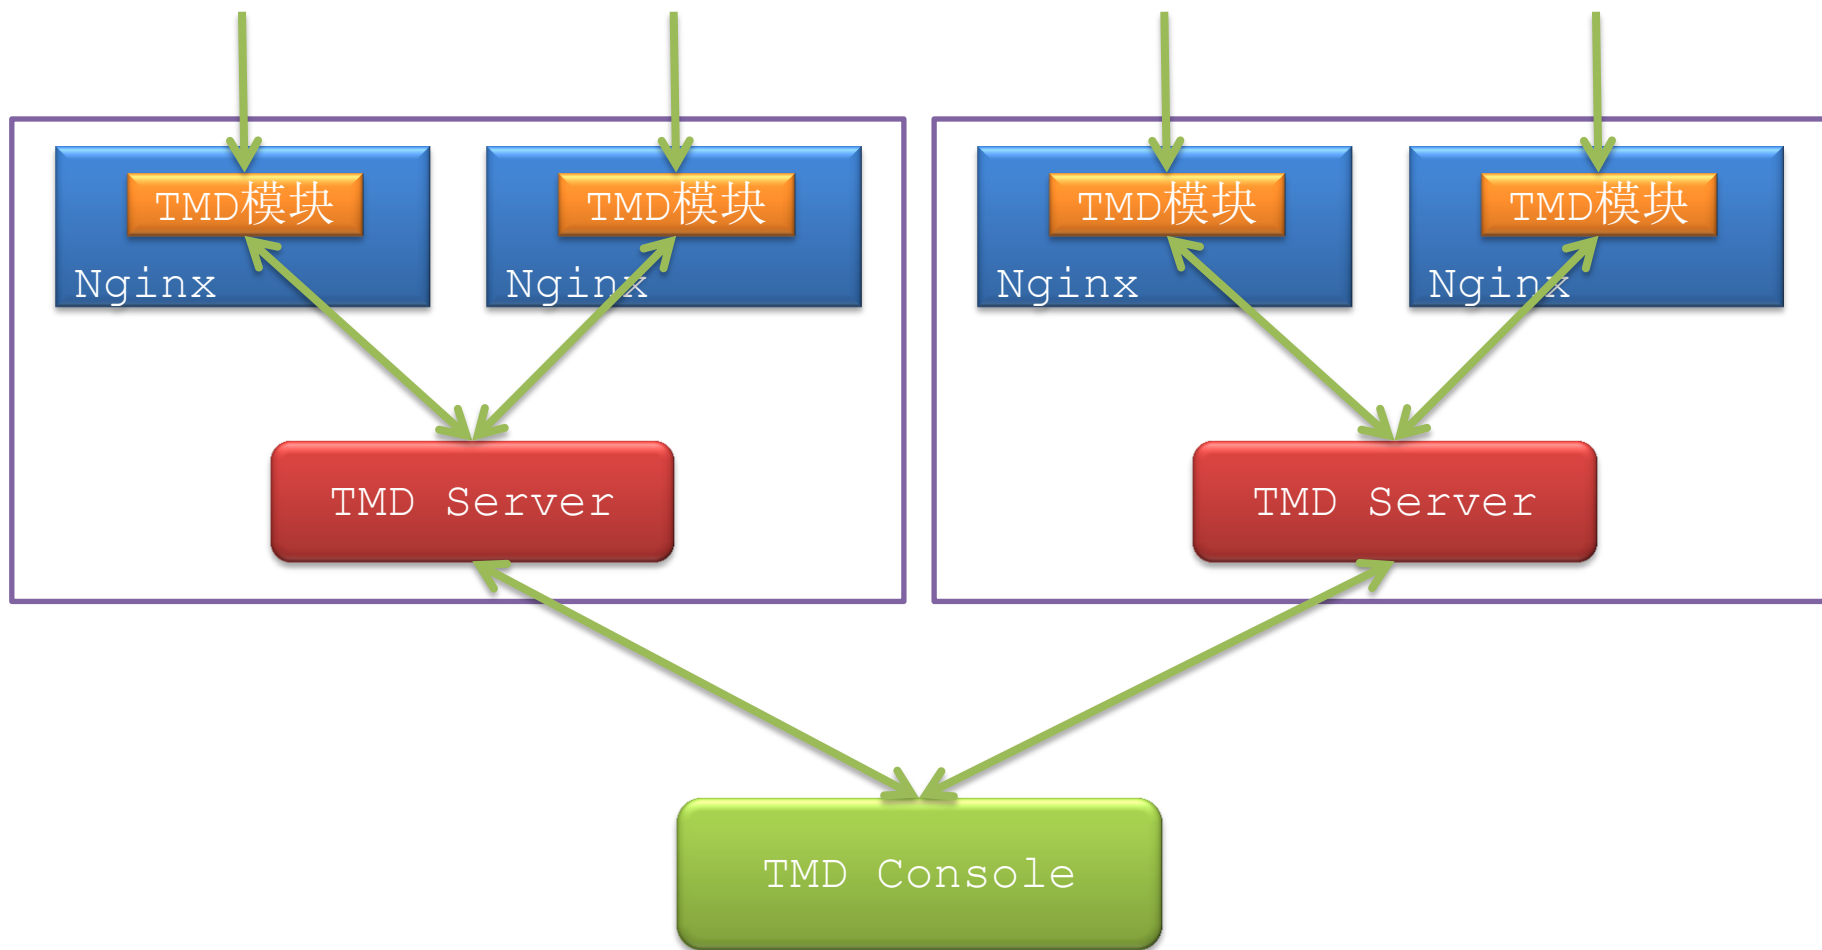 TMD模块
TMD模块
TMD模块
TMD模块
Nginx
Nginx
Nginx
Nginx
TMD Server
TMD Server
TMD Console